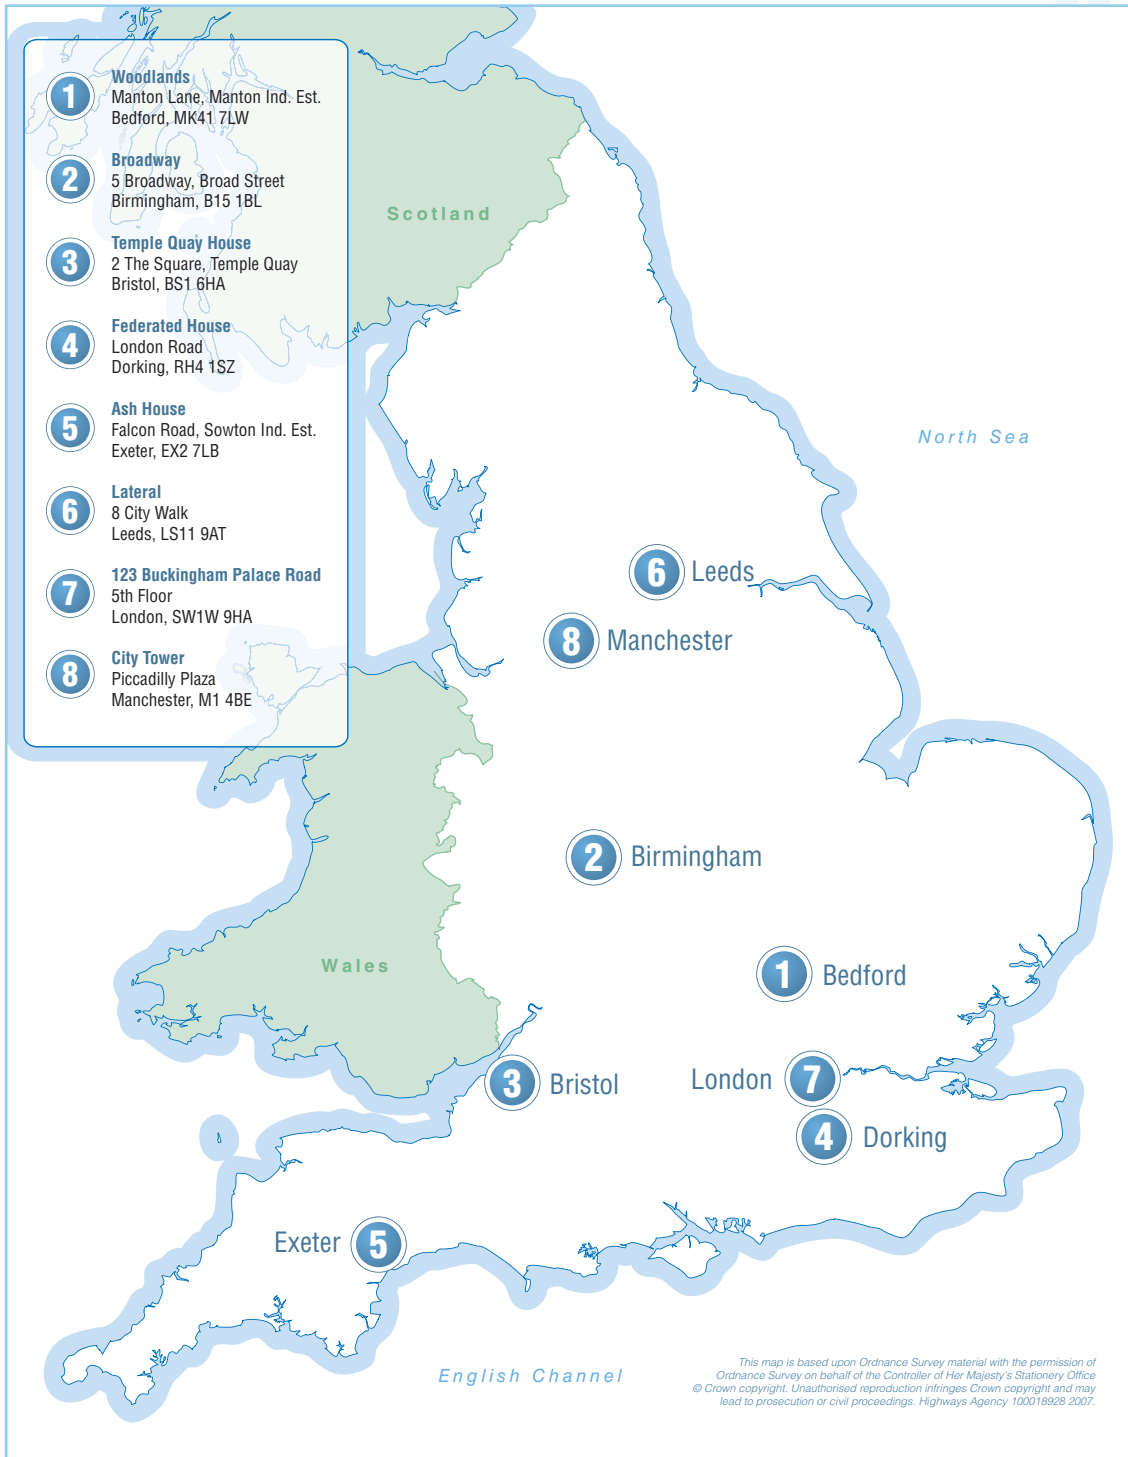 1
Woodlands
Manton Lane, Manton Ind. Est.
Bedford, MK41 7LW
2
Broadway
5 Broadway, Broad Street
Birmingham, B15 1BL
3
Temple Quay House
2 The Square, Temple Quay
Bristol, BS1 6HA
4
Federated House
London Road
Dorking, RH4 1SZ
5
Ash House
Falcon Road, Sowton Ind. Est.
Exeter, EX2 7LB
6
Lateral
8 City Walk
Leeds, LS11 9AT
7
123 Buckingham Palace Road
5th Floor
London, SW1W 9HA
8
City Tower
Piccadilly Plaza
Manchester, M1 4BE
Scotland
North Sea
6 Leeds
8 Manchester
2 Birmingham
Wales
1 Bedford
3 Bristol
London 7
4 Dorking
Exeter 5
English Channel
This map is based upon Ordnance Survey material with the permission of
Ordnance Survey on behalf of the Controller of Her Majesty's Stationery Office
© Crown copyright. Unauthorised reproduction infringes Crown copyright and may
lead to prosecution or civil proceedings. Highways Agency 100018928 2007.